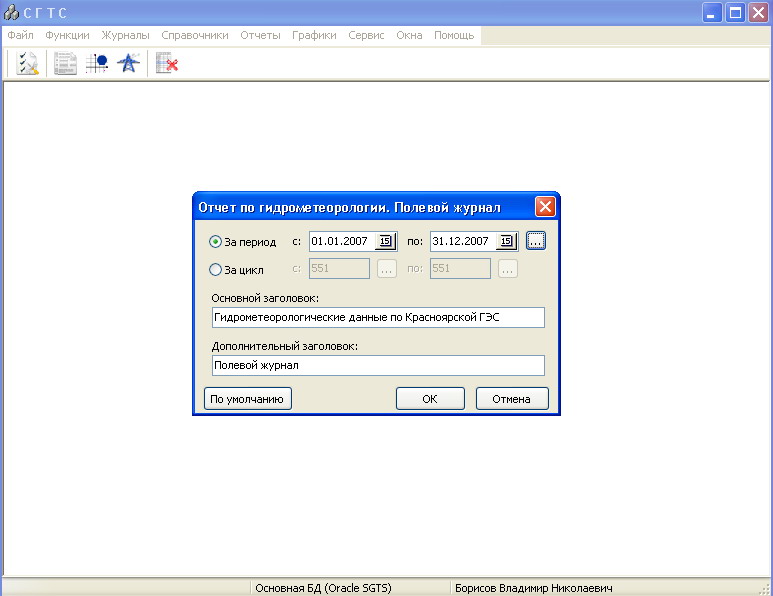 СГТС
Файл Функции Журналы Справочники Отчеты Графики Сервис Окна Помощь
Отчет по гидрометеорологии. Полевой журнал
За период с: 01.01.2007 15 по: 31.12.2007 15 ...
За цикл с: 551 ... по: 551 ...
Основной заголовок:
Гидрометеорологические данные по Красноярской ГЭС
Дополнительный заголовок:
Полевой журнал
По умолчанию ОК Отмена
Основная БД (Oracle SGTS) Борисов Владимир Николаевич